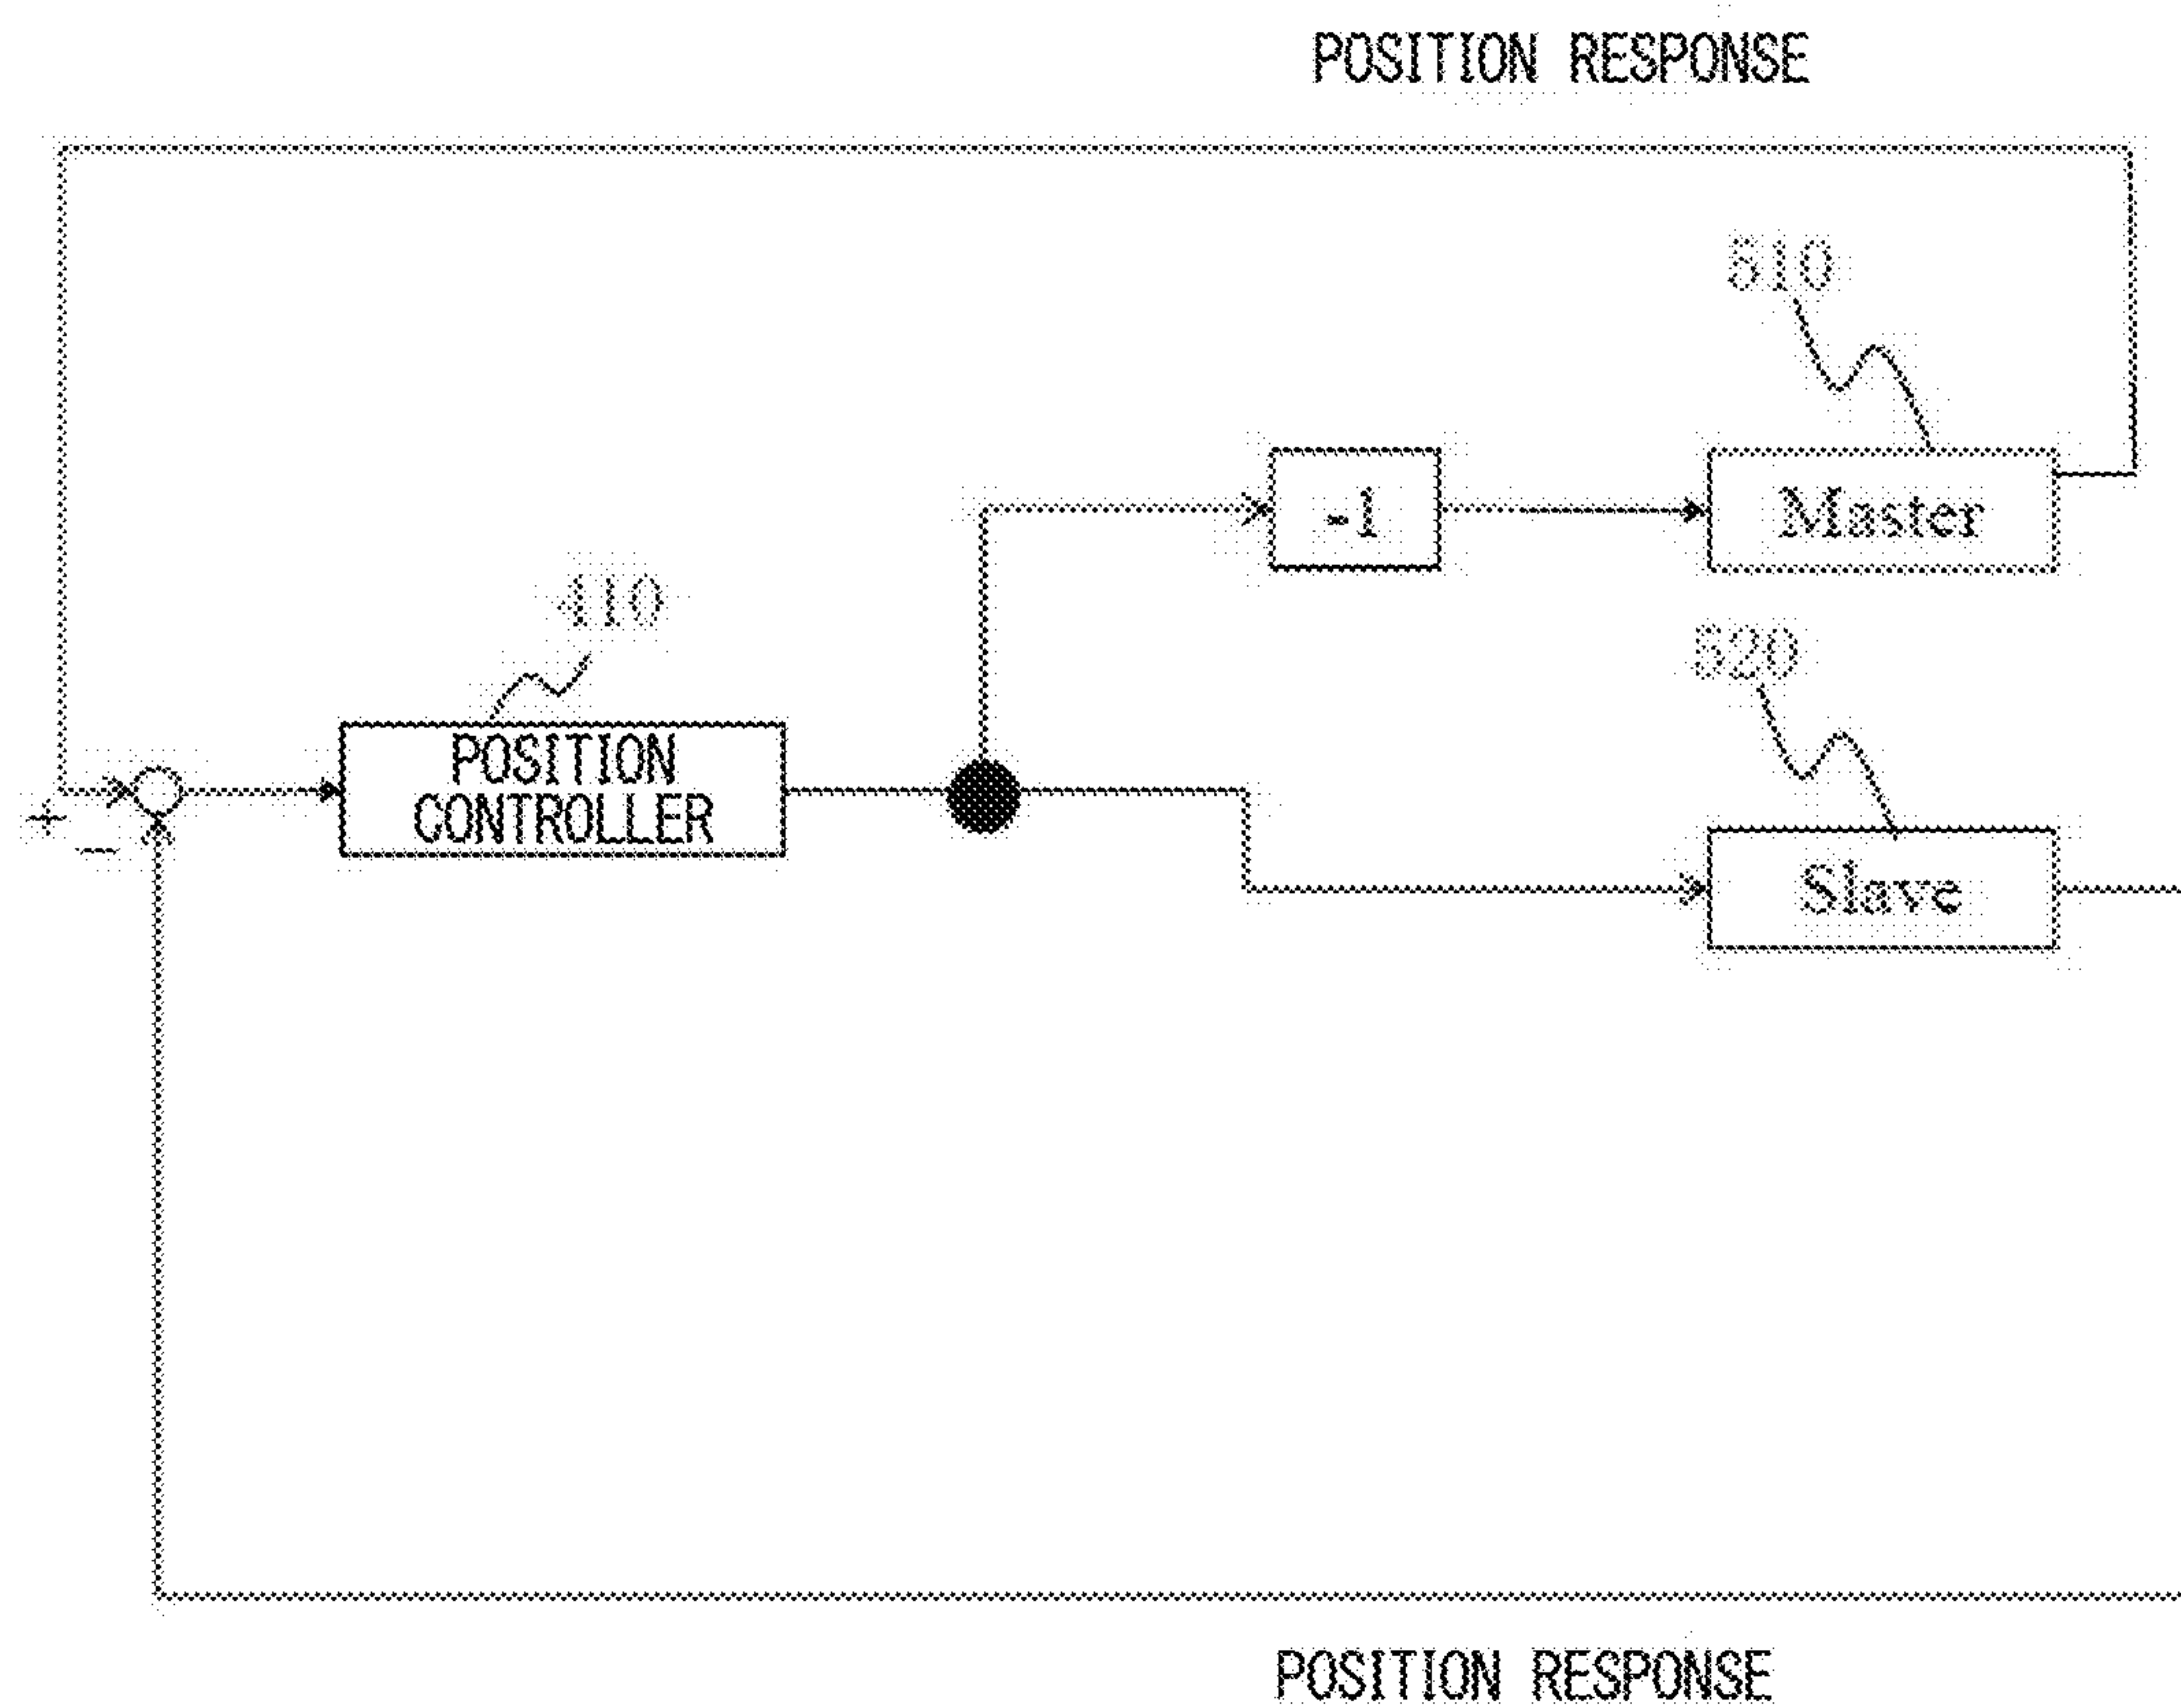 POSITION RESPONSE
510
-1
Master
410
520
POSITION
CONTROLLER
+
−
Slave
POSITION RESPONSE